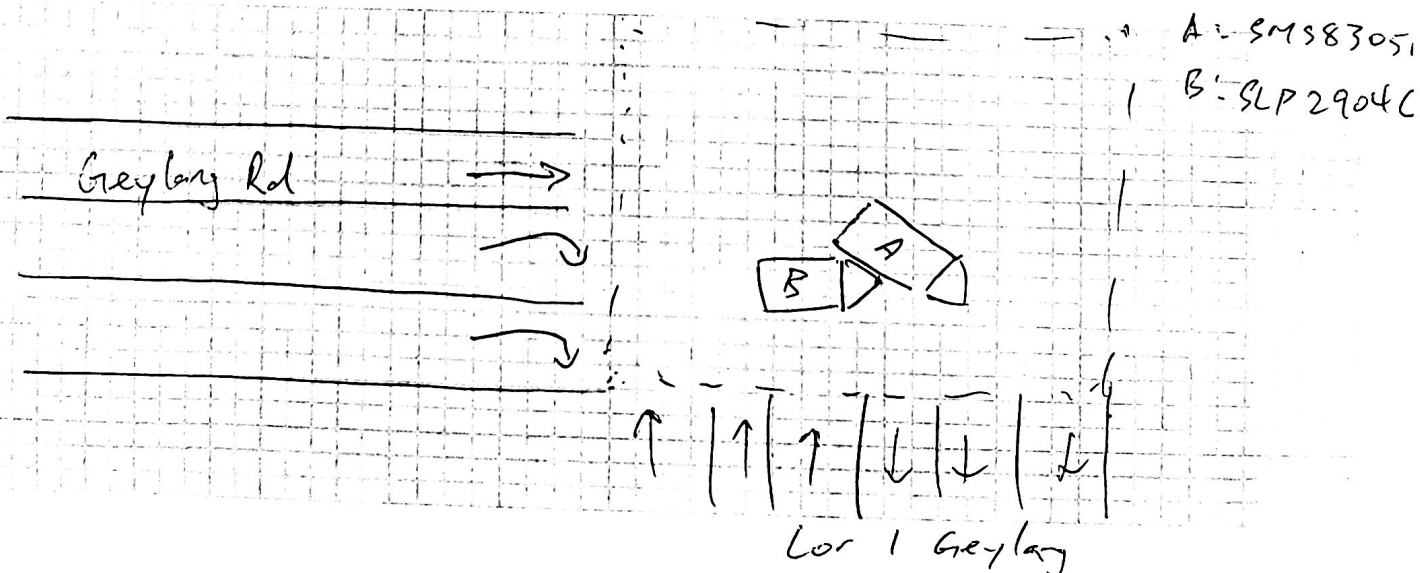 A:- SMS8305
B:- SLP2904C
Geylang Rd
A
B
Lor 1 Geylang